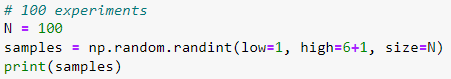 # 100 experiments
N = 100
samples = np.random.randint(low=1, high=6+1, size=N)
print(samples)